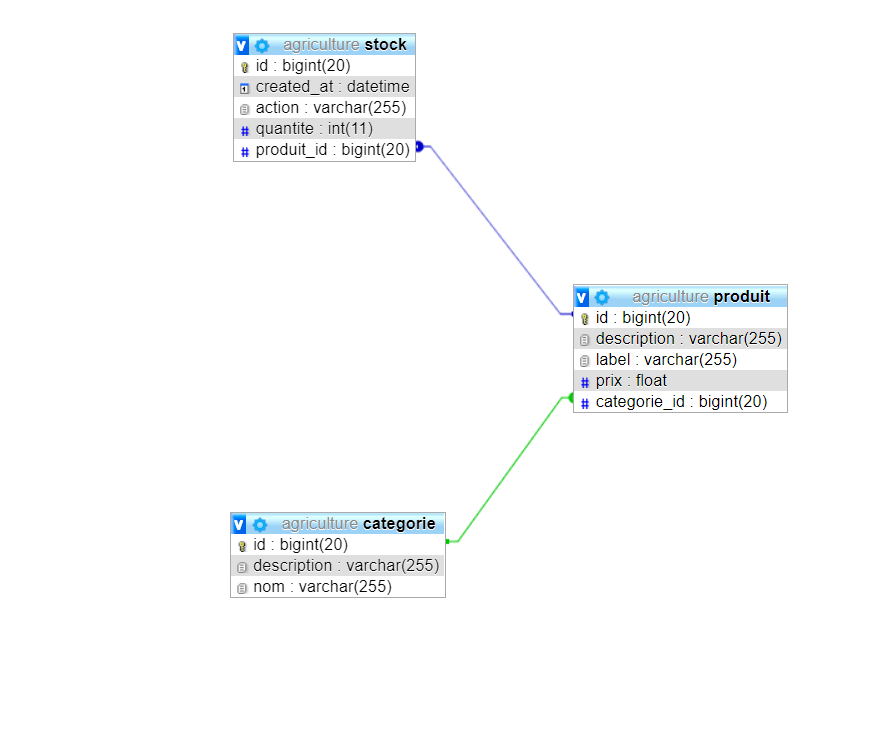 v agriculture stock
id : bigint(20)
created_at : datetime
action : varchar(255)
# quantite : int(11)
# produit_id : bigint(20)
v agriculture produit
id : bigint(20)
description : varchar(255)
label : varchar(255)
# prix : float
# categorie_id : bigint(20)
v agriculture categorie
id : bigint(20)
description : varchar(255)
nom : varchar(255)